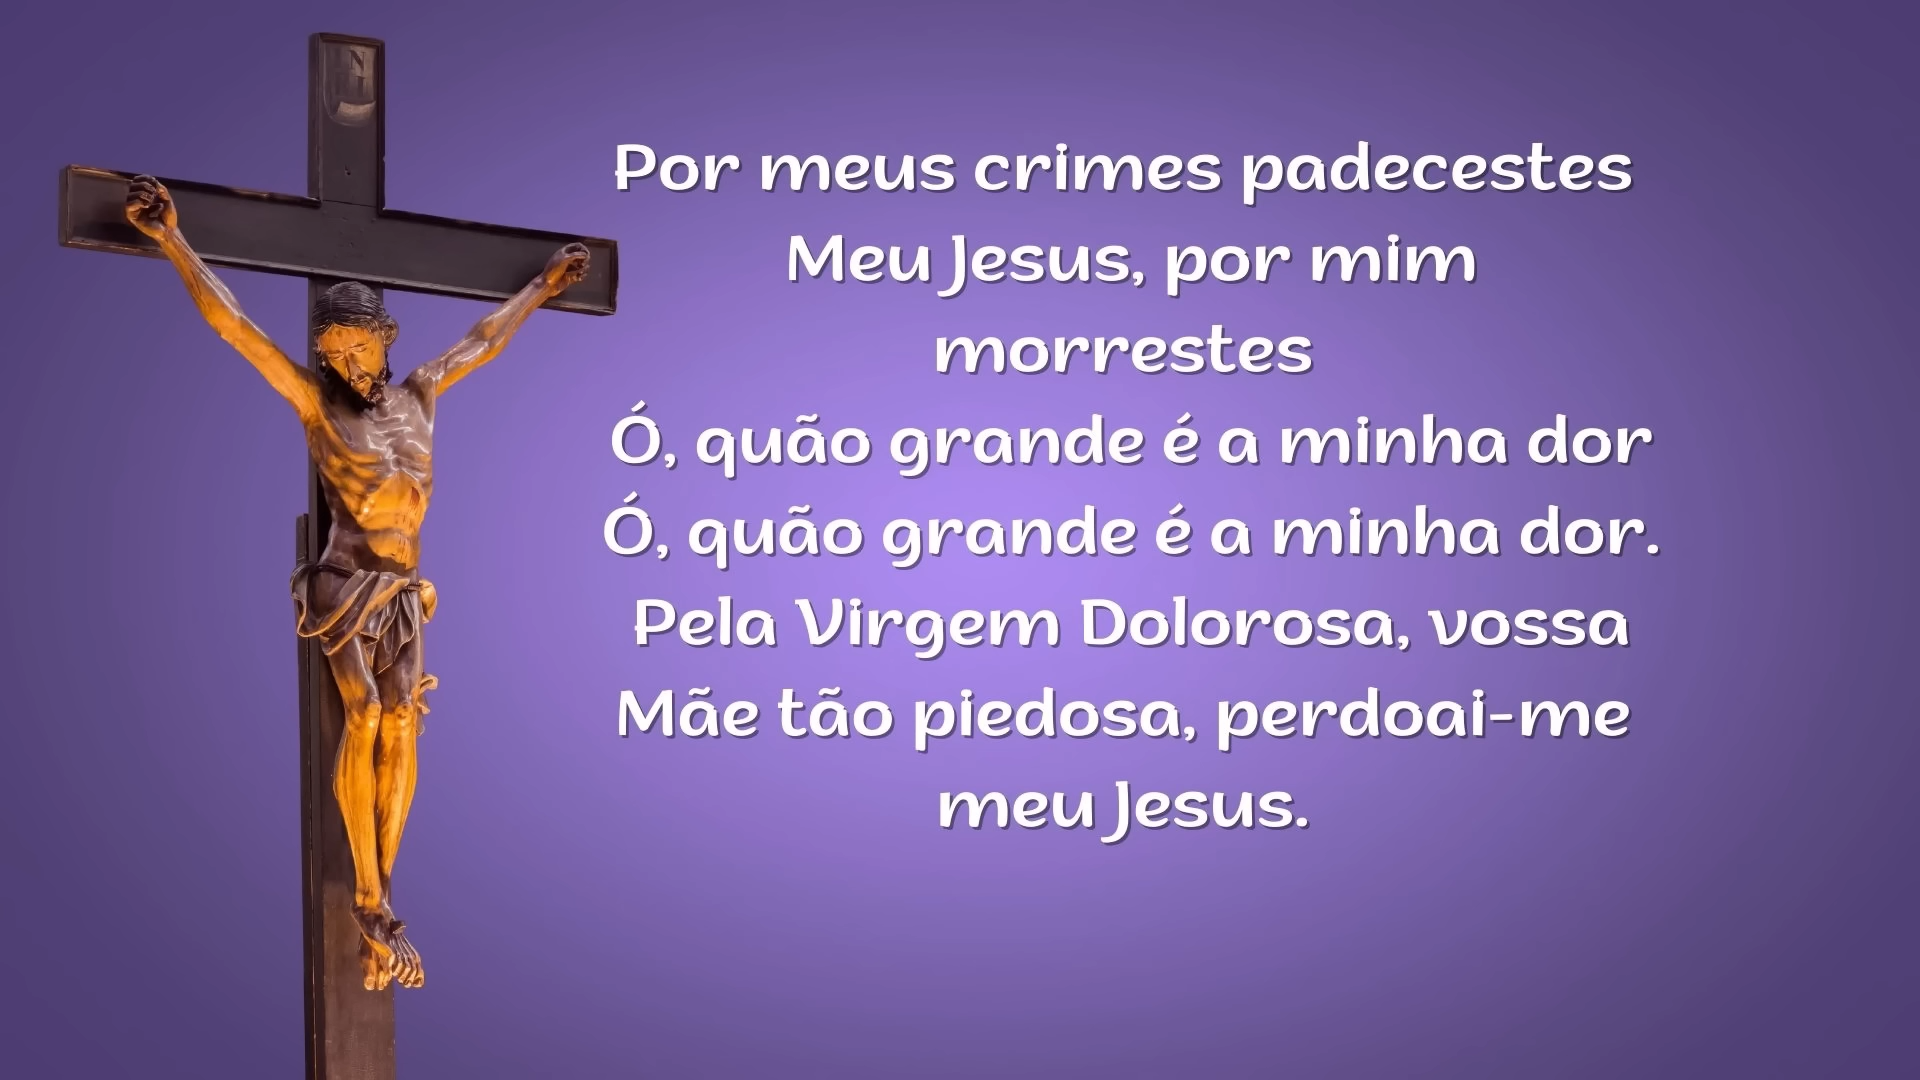 Por meus crimes padecestes
Meu Jesus, por mim
morrestes
Ó, quão grande é a minha dor
Ó, quão grande é a minha dor.
Pela Virgem Dolorosa, vossa
Mãe tão piedosa, perdoai-me
meu Jesus.